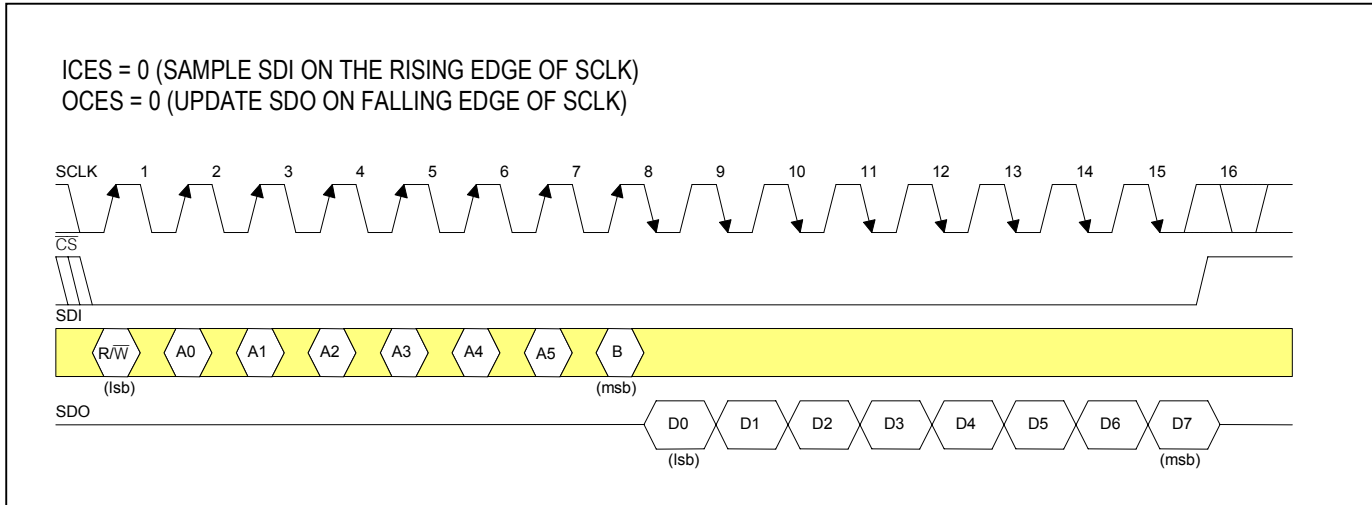 ICES = 0 (SAMPLE SDI ON THE RISING EDGE OF SCLK)
OCES = 0 (UPDATE SDO ON FALLING EDGE OF SCLK)
SCLK 1 2 3 4 5 6 7 8 9 10 11 12 13 14 15 16
C̅S̅
SDI
R/W̅ A0 A1 A2 A3 A4 A5 B
(lsb) (msb)
SDO
D0 D1 D2 D3 D4 D5 D6 D7
(lsb) (msb)